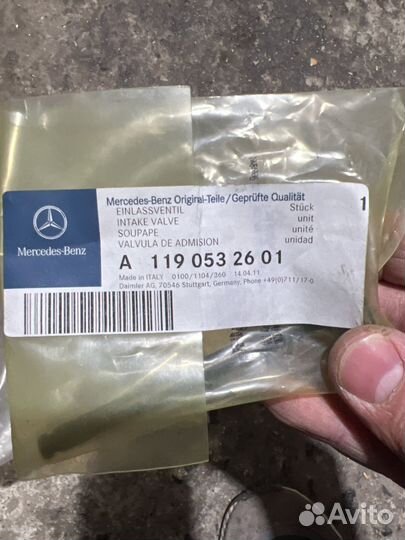 Mercedes-Benz Original-Teile/Geprüfte Qualität
EINLASSVENTIL Stück 1
INTAKE VALVE unit
SOUPAPE unité
VALVULA DE ADMISION unidad
Mercedes-Benz
A 119 053 26 01
Made in ITALY 0100/1104/360 14.04.11
Daimler AG, 70546 Stuttgart, Germany, Phone +49(0)711/17-0
Avito